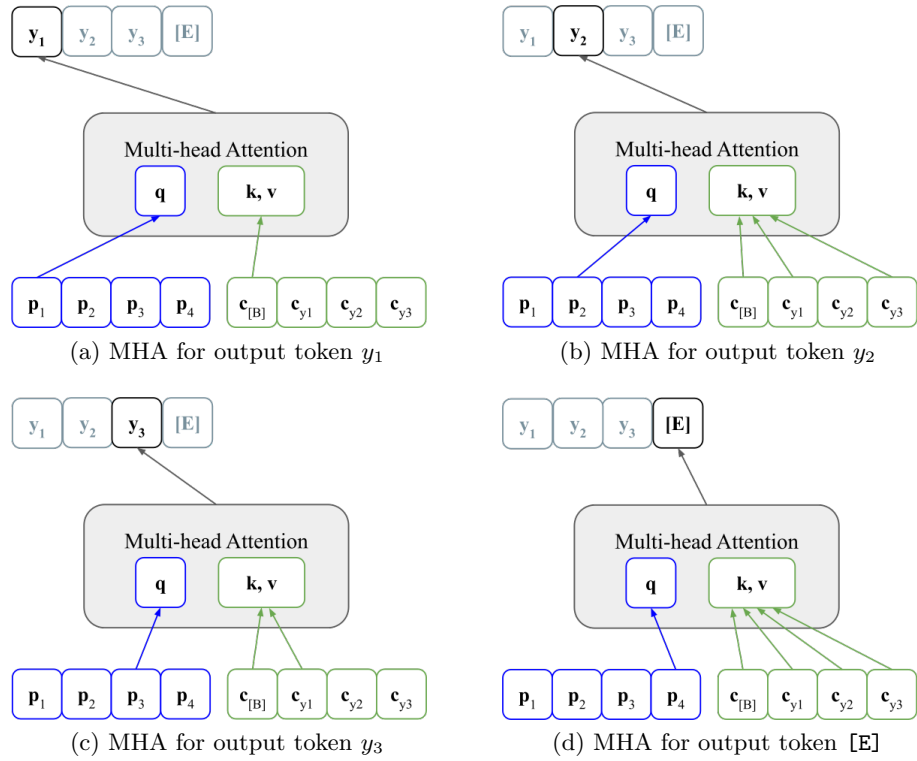 y1 y2 y3 [E]
Multi-head Attention
q k, v
p1 p2 p3 p4 c[B] cy1 cy2 cy3
(a) MHA for output token y1
y1 y2 y3 [E]
Multi-head Attention
q k, v
p1 p2 p3 p4 c[B] cy1 cy2 cy3
(b) MHA for output token y2
y1 y2 y3 [E]
Multi-head Attention
q k, v
p1 p2 p3 p4 c[B] cy1 cy2 cy3
(c) MHA for output token y3
y1 y2 y3 [E]
Multi-head Attention
q k, v
p1 p2 p3 p4 c[B] cy1 cy2 cy3
(d) MHA for output token [E]